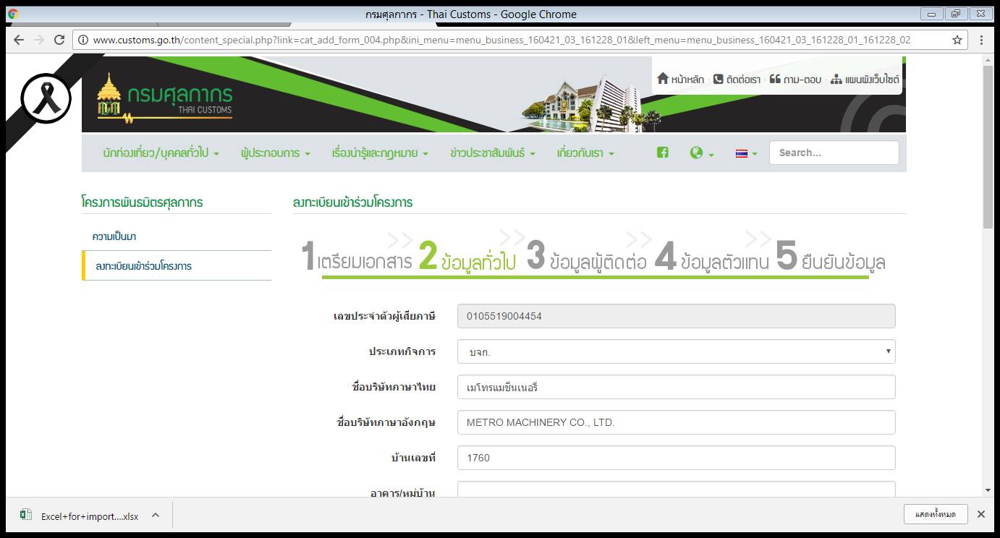 กรมศุลกากร - Thai Customs - Google Chrome
www.customs.go.th/content_special.php?link=cat_add_form_004.php&ini_menu=menu_business_160421_03_161228_01&left_menu=menu_business_160421_03_161228_01_161228_02
หน้าหลัก · ติดต่อเรา · ถาม-ตอบ · แผนผังเว็บไซต์
กรมศุลกากร
THAI CUSTOMS
นักท่องเที่ยว/บุคคลทั่วไป ผู้ประกอบการ เรื่องน่ารู้และกฎหมาย ข่าวประชาสัมพันธ์ เกี่ยวกับเรา Search...
โครงการพันธมิตรศุลกากร
ความเป็นมา
ลงทะเบียนเข้าร่วมโครงการ
ลงทะเบียนเข้าร่วมโครงการ
1 เตรียมเอกสาร >> 2 ข้อมูลทั่วไป >> 3 ข้อมูลผู้ติดต่อ >> 4 ข้อมูลตัวแทน >> 5 ยืนยันข้อมูล
เลขประจำตัวผู้เสียภาษี 0105519004454
ประเภทกิจการ บจก.
ชื่อบริษัทภาษาไทย เมโทรแมชีนเนอรี่
ชื่อบริษัทภาษาอังกฤษ METRO MACHINERY CO., LTD.
บ้านเลขที่ 1760
อาคาร/หมู่บ้าน
Excel+for+import....xlsx แสดงทั้งหมด